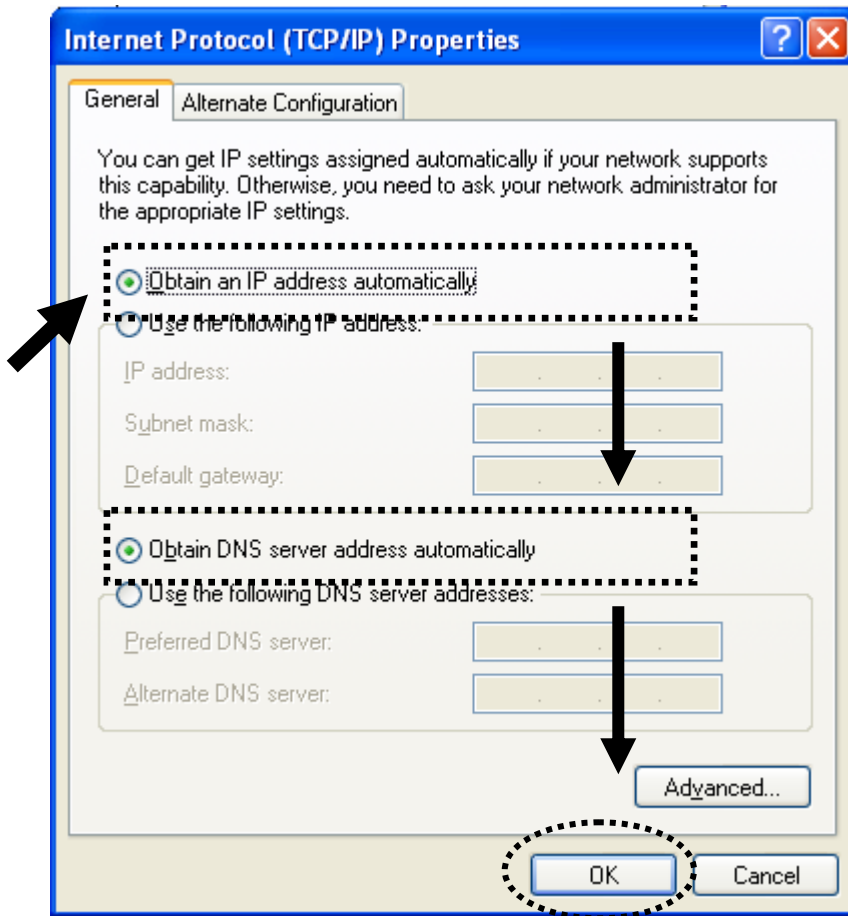 Internet Protocol (TCP/IP) Properties
General
Alternate Configuration
You can get IP settings assigned automatically if your network supports
this capability. Otherwise, you need to ask your network administrator for
the appropriate IP settings.
Obtain an IP address automatically
Use the following IP address:
IP address:
Subnet mask:
Default gateway:
Obtain DNS server address automatically
Use the following DNS server addresses:
Preferred DNS server:
Alternate DNS server:
Advanced...
OK
Cancel